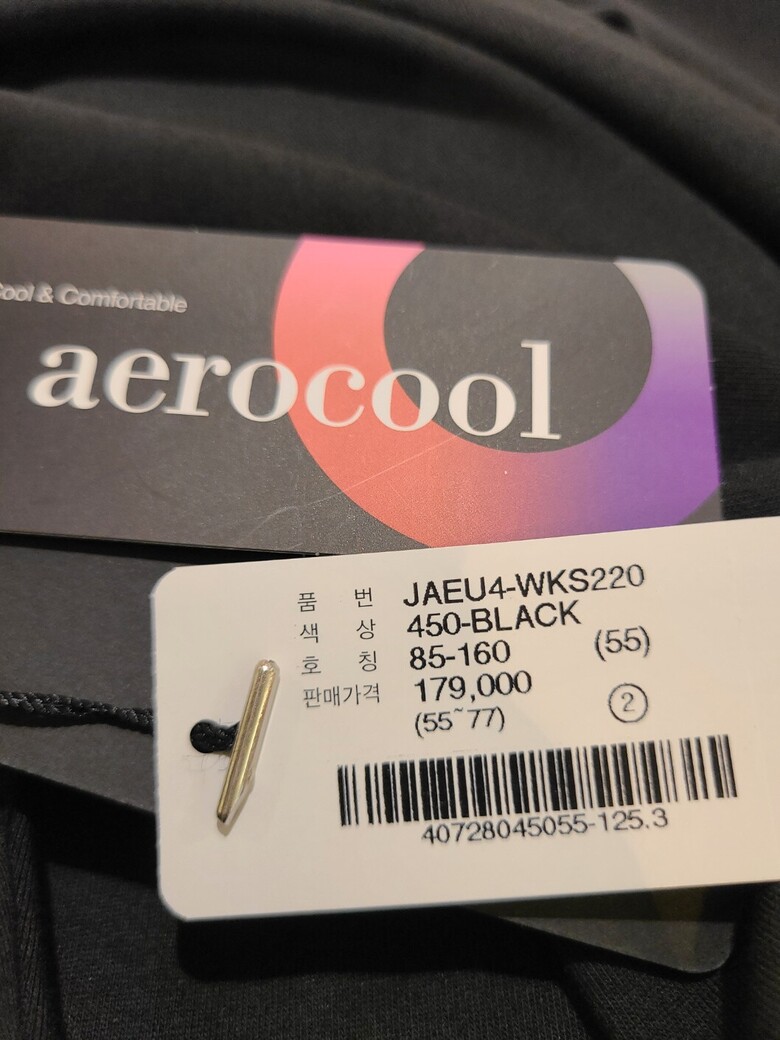 Cool & Comfortable
aerocool
품 번 JAEU4-WKS220
색 상 450-BLACK
호 칭 85-160 (55)
판매가격 179,000
(55~77) ②
40728045055-125.3